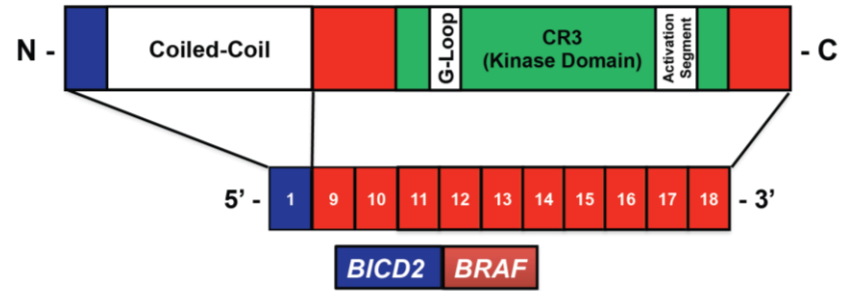 N - Coiled-Coil G-Loop CR3 (Kinase Domain) Activation Segment - C
5’ - 1 9 10 11 12 13 14 15 16 17 18 - 3’
BICD2 BRAF